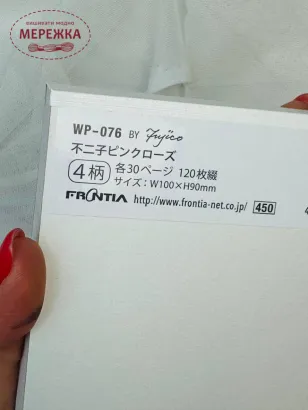 ВИШИВАТИ МОДНО
МЕРЕЖКА
WP-076 BY Fujico
不二子ピンクローズ
4柄 各30ページ 120枚綴
サイズ：W100×H90mm
FRONTIA http://www.frontia-net.co.jp/ 450